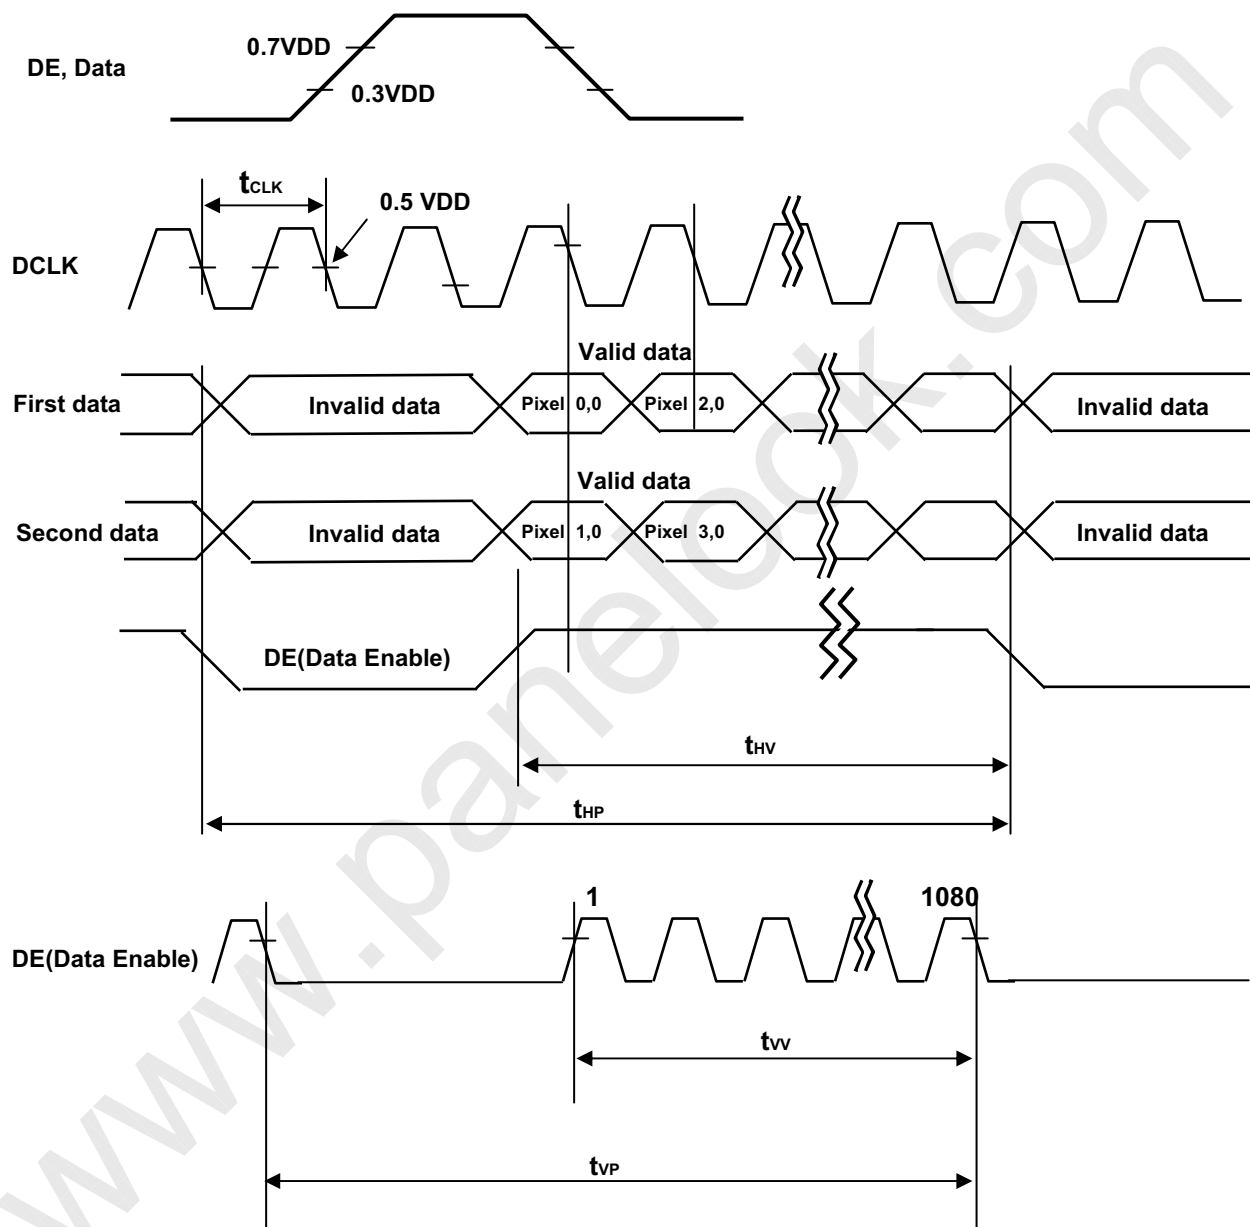 0.7VDD
DE, Data
0.3VDD
tCLK
0.5 VDD
DCLK
Valid data
First data
Invalid data
Pixel 0,0
Pixel 2,0
Invalid data
Valid data
Second data
Invalid data
Pixel 1,0
Pixel 3,0
Invalid data
DE(Data Enable)
tHV
tHP
1
1080
DE(Data Enable)
tVV
tVP
www.panelook.com